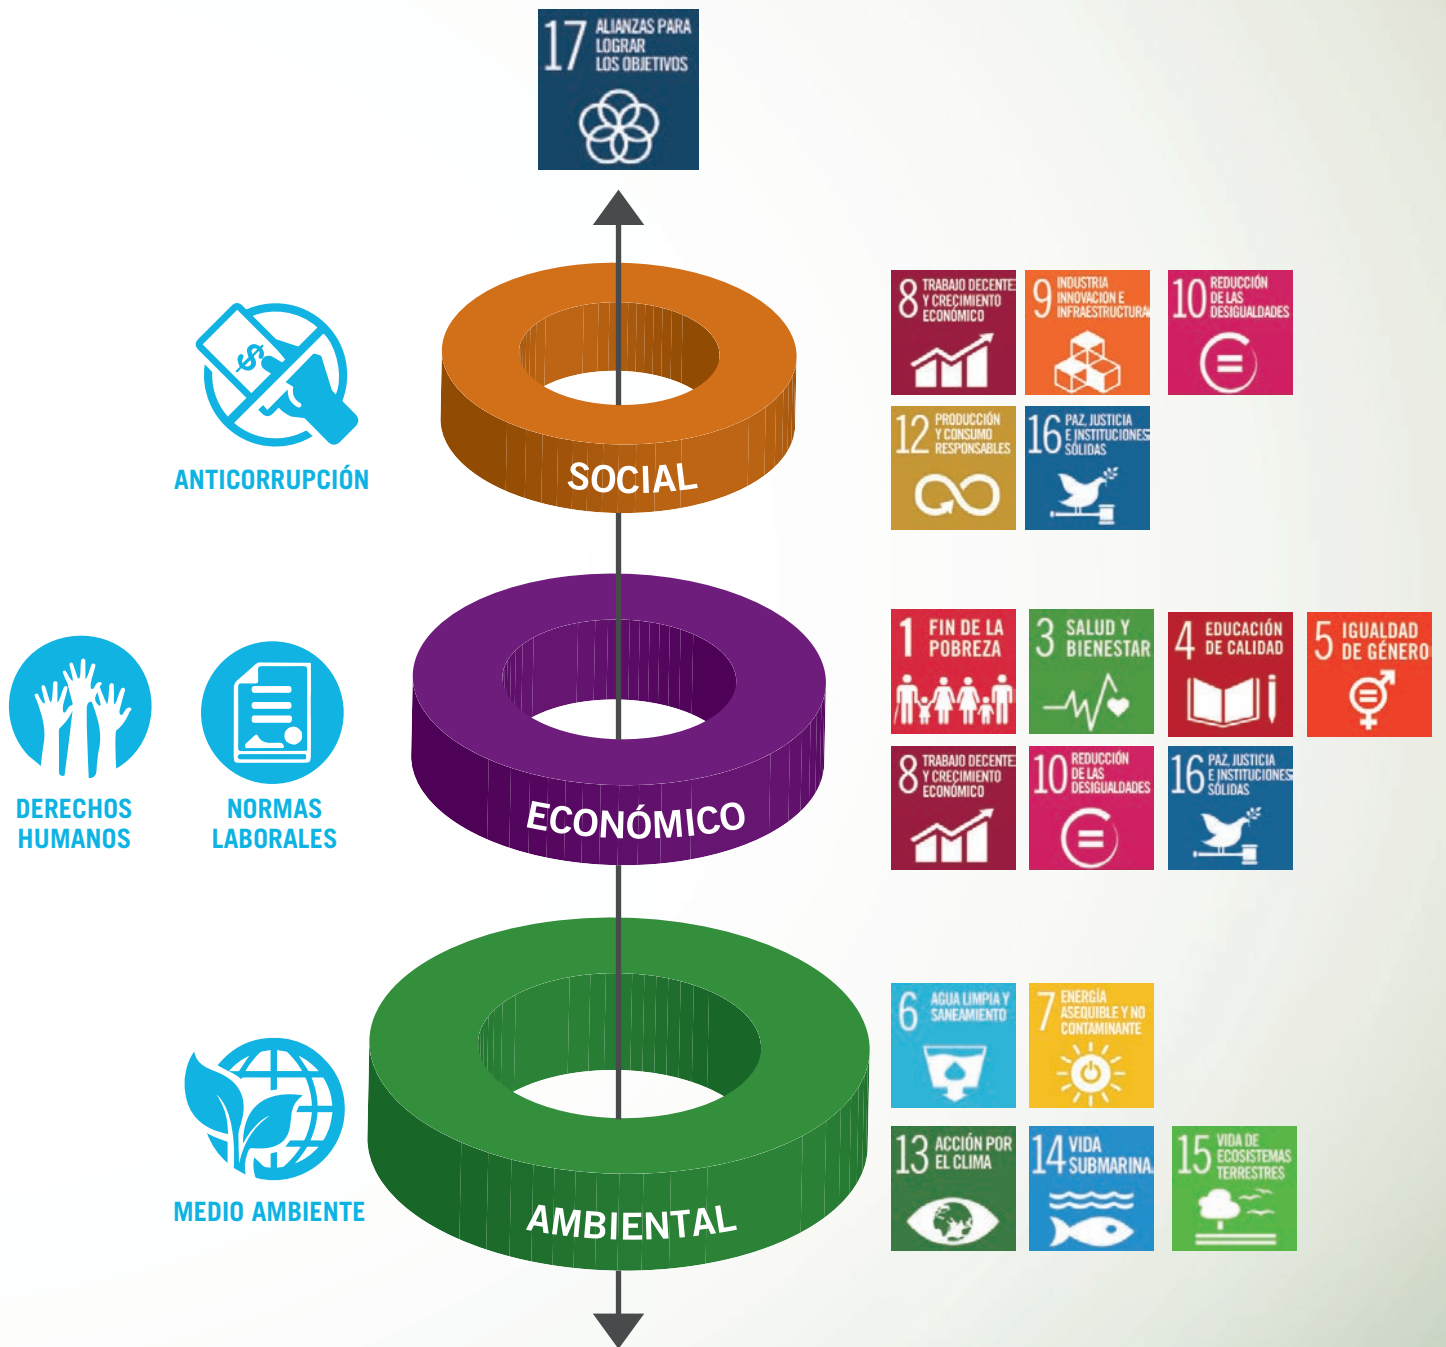 17 ALIANZAS PARA
LOGRAR
LOS OBJETIVOS
$
ANTICORRUPCIÓN
SOCIAL
8 TRABAJO DECENTE
Y CRECIMIENTO
ECONÓMICO
9 INDUSTRIA
INNOVACION E
INFRAESTRUCTURA
10 REDUCCIÓN
DE LAS
DESIGUALDADES
12 PRODUCCIÓN
Y CONSUMO
RESPONSABLES
16 PAZ, JUSTICIA
E INSTITUCIONES
SÓLIDAS
DERECHOS
HUMANOS
NORMAS
LABORALES
ECONÓMICO
1 FIN DE LA
POBREZA
3 SALUD Y
BIENESTAR
4 EDUCACIÓN
DE CALIDAD
5 IGUALDAD
DE GÉNERO
8 TRABAJO DECENTE
Y CRECIMIENTO
ECONÓMICO
10 REDUCCIÓN
DE LAS
DESIGUALDADES
16 PAZ, JUSTICIA
E INSTITUCIONES
SÓLIDAS
MEDIO AMBIENTE
AMBIENTAL
6 AGUA LIMPIA Y
SANEAMIENTO
7 ENERGÍA
ASEQUIBLE Y NO
CONTAMINANTE
13 ACCIÓN POR
EL CLIMA
14 VIDA
SUBMARINA
15 VIDA DE
ECOSISTEMAS
TERRESTRES